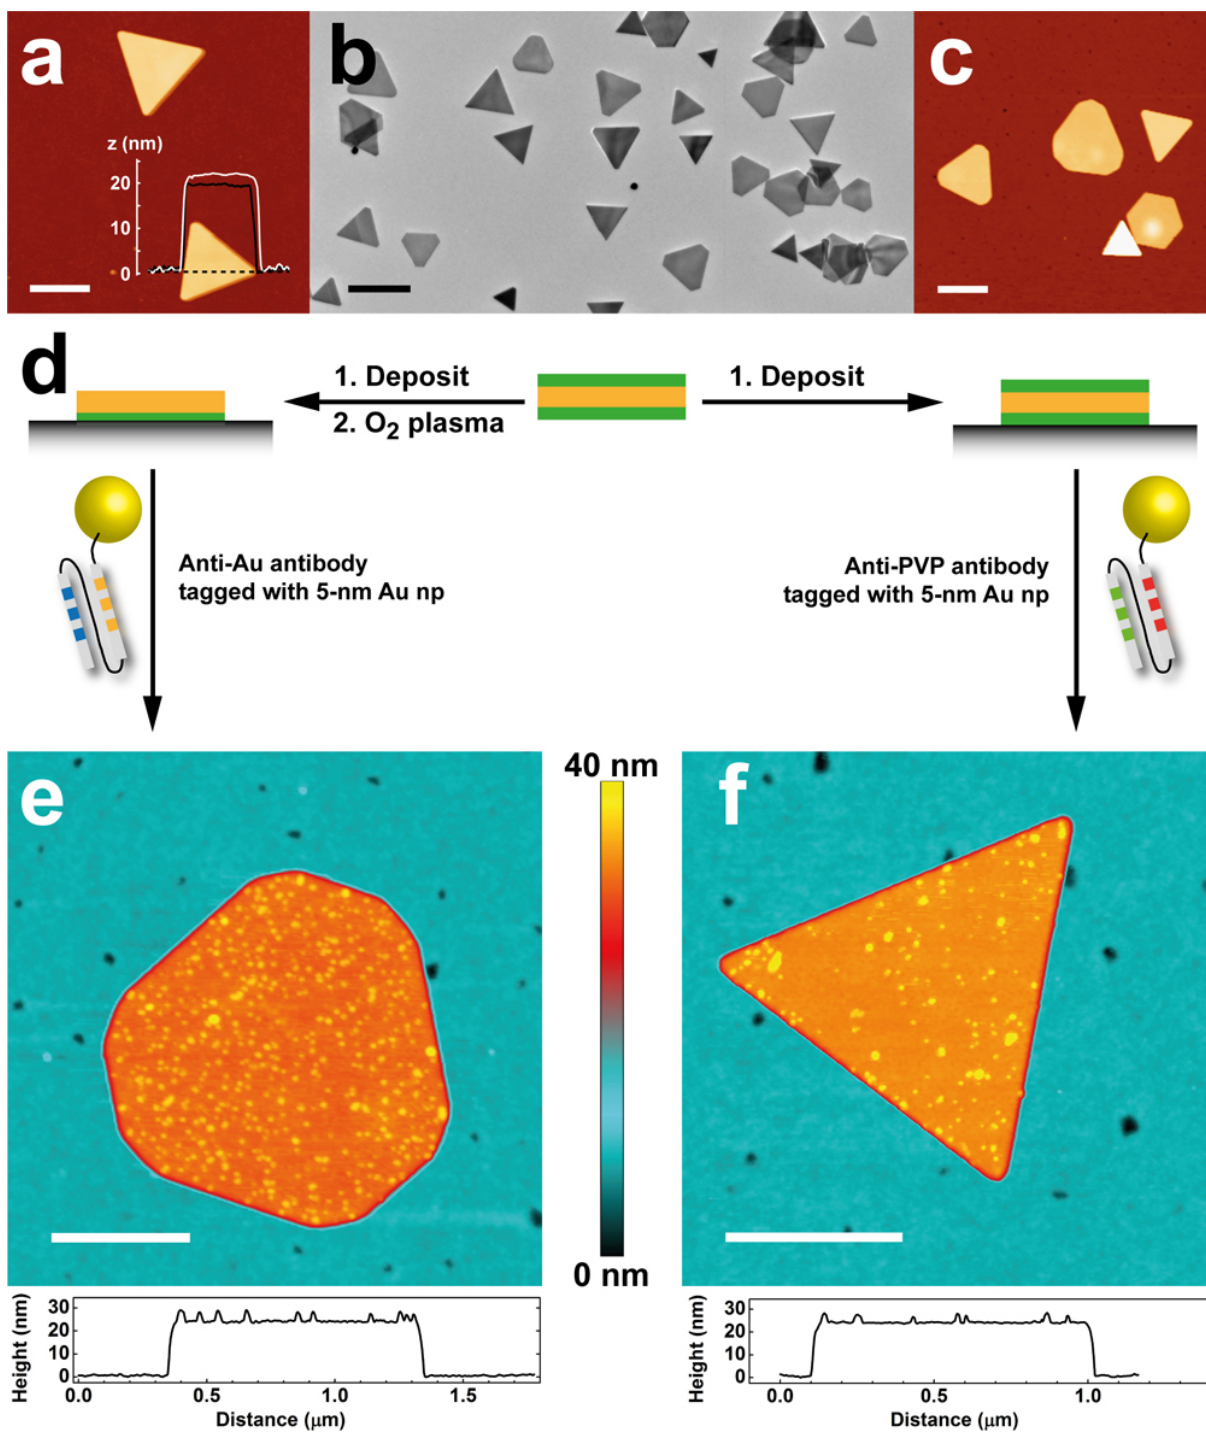 a
z (nm)
20
10
0
b
c
d
1. Deposit
2. O2 plasma
1. Deposit
Anti-Au antibody
tagged with 5-nm Au np
Anti-PVP antibody
tagged with 5-nm Au np
e
40 nm
0 nm
f
Height (nm)
30
20
10
0
0.0 0.5 1.0 1.5
Distance (μm)
Height (nm)
30
20
10
0
0.0 0.5 1.0
Distance (μm)